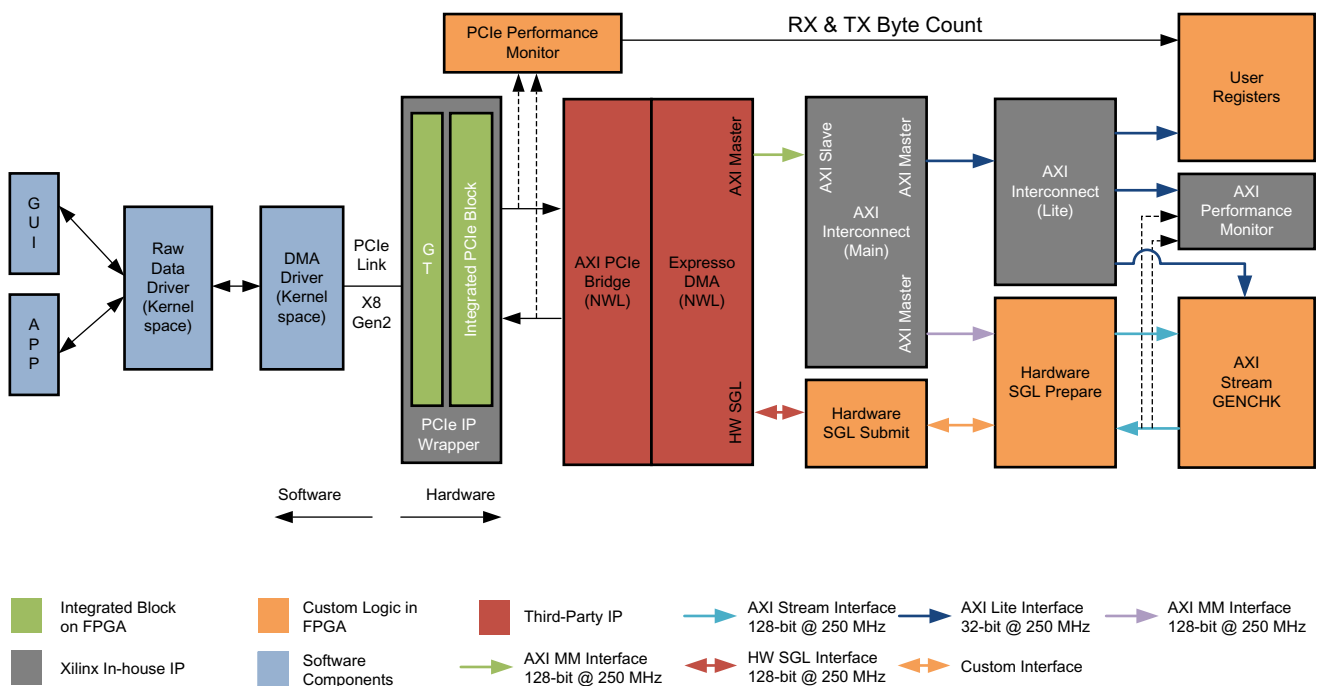 PCIe Performance
Monitor
RX & TX Byte Count
User
Registers
G
U
I
A
P
P
Raw
Data
Driver
(Kernel
space)
DMA
Driver
(Kernel
space)
PCIe
Link
X8
Gen2
G
T
Integrated PCIe Block
PCIe IP
Wrapper
AXI PCIe
Bridge
(NWL)
Expresso
DMA
(NWL)
AXI Master
HW SGL
AXI Slave
AXI Master
AXI
Interconnect
(Main)
AXI Master
Hardware
SGL Submit
AXI
Interconnect
(Lite)
Hardware
SGL Prepare
AXI
Performance
Monitor
AXI
Stream
GENCHK
Software
Hardware
Integrated Block
on FPGA
Custom Logic in
FPGA
Third-Party IP
AXI Stream Interface
128-bit @ 250 MHz
AXI Lite Interface
32-bit @ 250 MHz
AXI MM Interface
128-bit @ 250 MHz
Xilinx In-house IP
Software
Components
AXI MM Interface
128-bit @ 250 MHz
HW SGL Interface
128-bit @ 250 MHz
Custom Interface